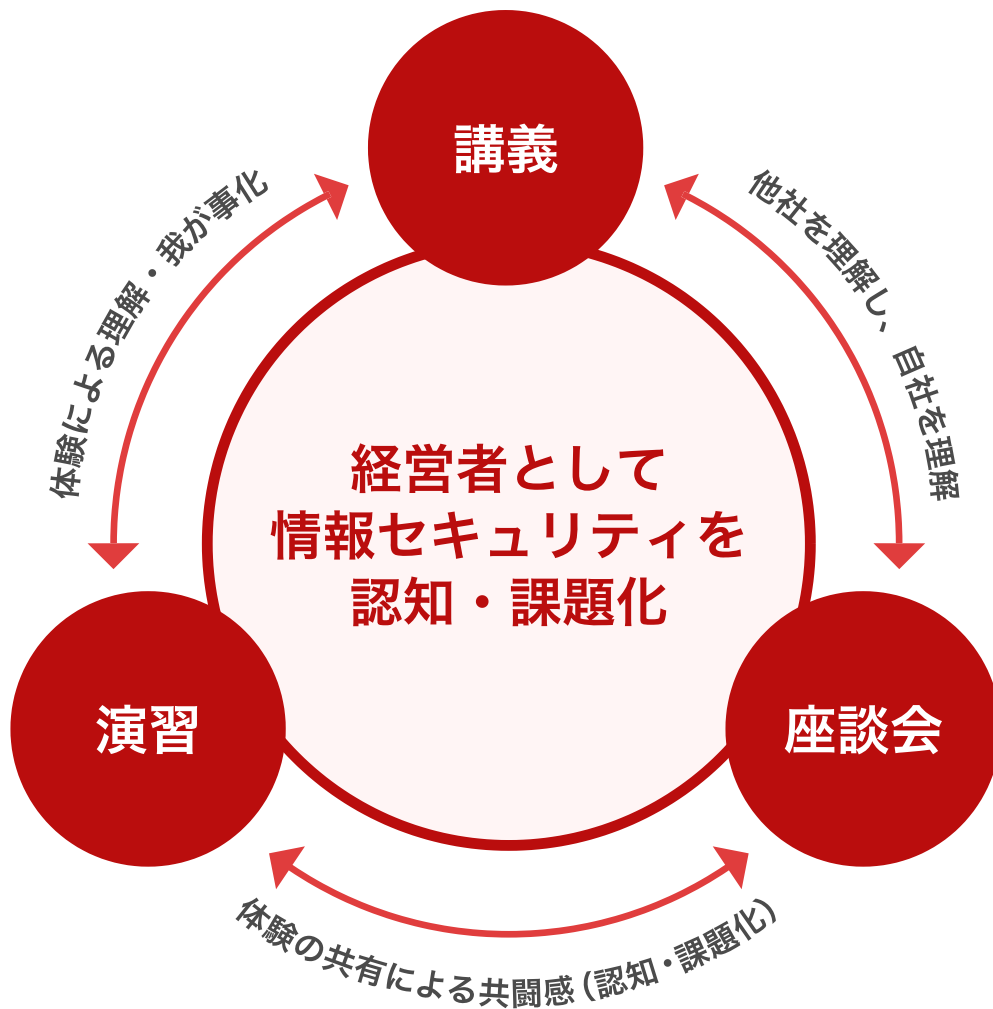 講義
体験による理解・我が事化
他社を理解し、自社を理解
経営者として
情報セキュリティを
認知・課題化
演習
座談会
体験の共有による共闘感(認知・課題化)